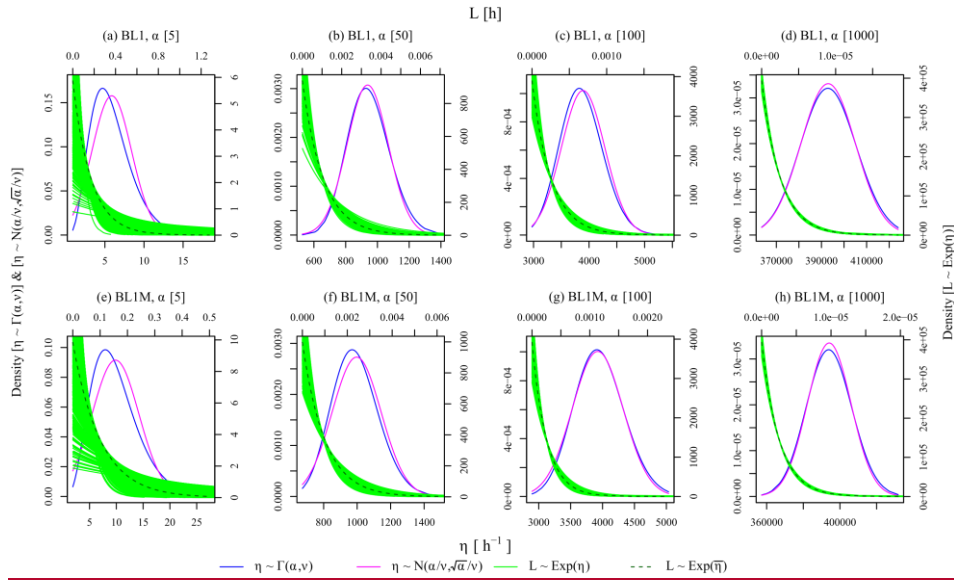 L [h]
(a) BL1, α [5]
(b) BL1, α [50]
(c) BL1, α [100]
(d) BL1, α [1000]
0.0 0.4 0.8 1.2
0.000 0.002 0.004 0.006
0.0000 0.0010
0.0e+00 1.0e-05
0.00 0.05 0.10 0.15
0 1 2 3 4 5 6
0.0000 0.0010 0.0020 0.0030
0 200 400 600 800
0e+00 4e-04 8e-04
0 1000 2000 3000 4000
0.0e+00 1.0e-05 2.0e-05 3.0e-05
0e+00 1e+05 2e+05 3e+05 4e+05
5 10 15
600 800 1000 1200 1400
3000 4000 5000
370000 390000 410000
Density [η ~ Γ(α,ν)] & [η ~ N(α/ν,√α/ν)]
Density [L ~ Exp(η)]
(e) BL1M, α [5]
(f) BL1M, α [50]
(g) BL1M, α [100]
(h) BL1M, α [1000]
0.0 0.1 0.2 0.3 0.4 0.5
0.000 0.002 0.004 0.006
0.0000 0.0010 0.0020
0.0e+00 1.0e-05 2.0e-05
0.00 0.02 0.04 0.06 0.08 0.10
0 2 4 6 8 10
0.0000 0.0010 0.0020 0.0030
0 200 400 600 800 1000
0e+00 4e-04 8e-04
0 1000 2000 3000 4000
0.0e+00 1.0e-05 2.0e-05 3.0e-05
0e+00 1e+05 2e+05 3e+05 4e+05
5 10 15 20 25
800 1000 1200 1400
3000 3500 4000 4500 5000
360000 400000
η [ h⁻¹ ]
η ~ Γ(α,ν) η ~ N(α/ν,√α/ν) L ~ Exp(η) L ~ Exp(η̅)